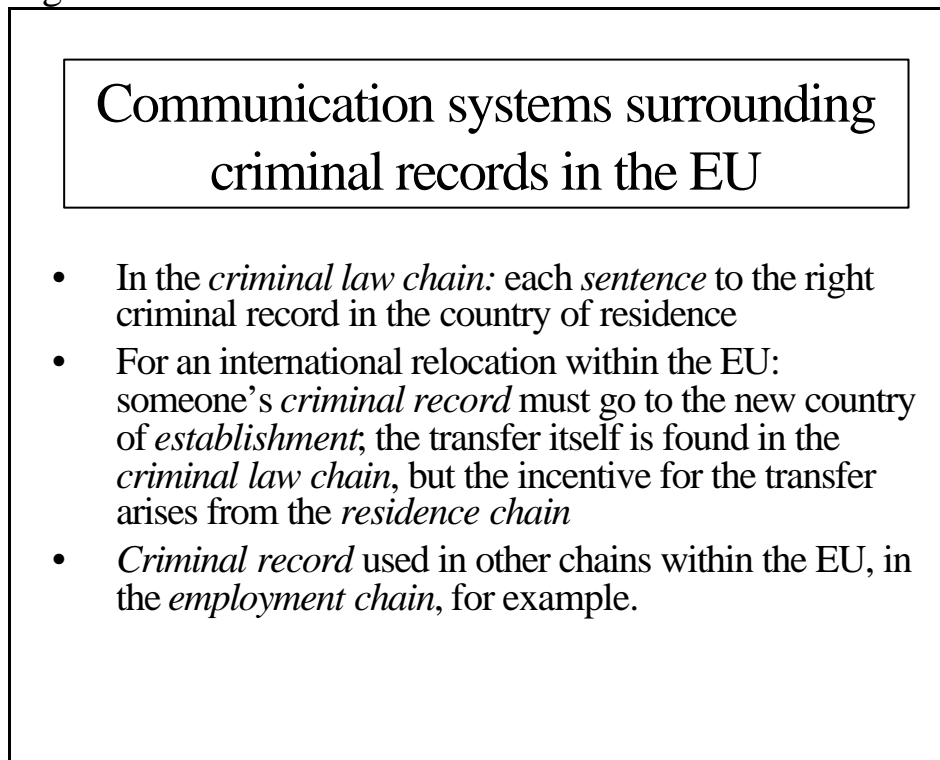 Communication systems surrounding
criminal records in the EU
• In the criminal law chain: each sentence to the right
criminal record in the country of residence
• For an international relocation within the EU:
someone's criminal record must go to the new country
of establishment; the transfer itself is found in the
criminal law chain, but the incentive for the transfer
arises from the residence chain
• Criminal record used in other chains within the EU, in
the employment chain, for example.